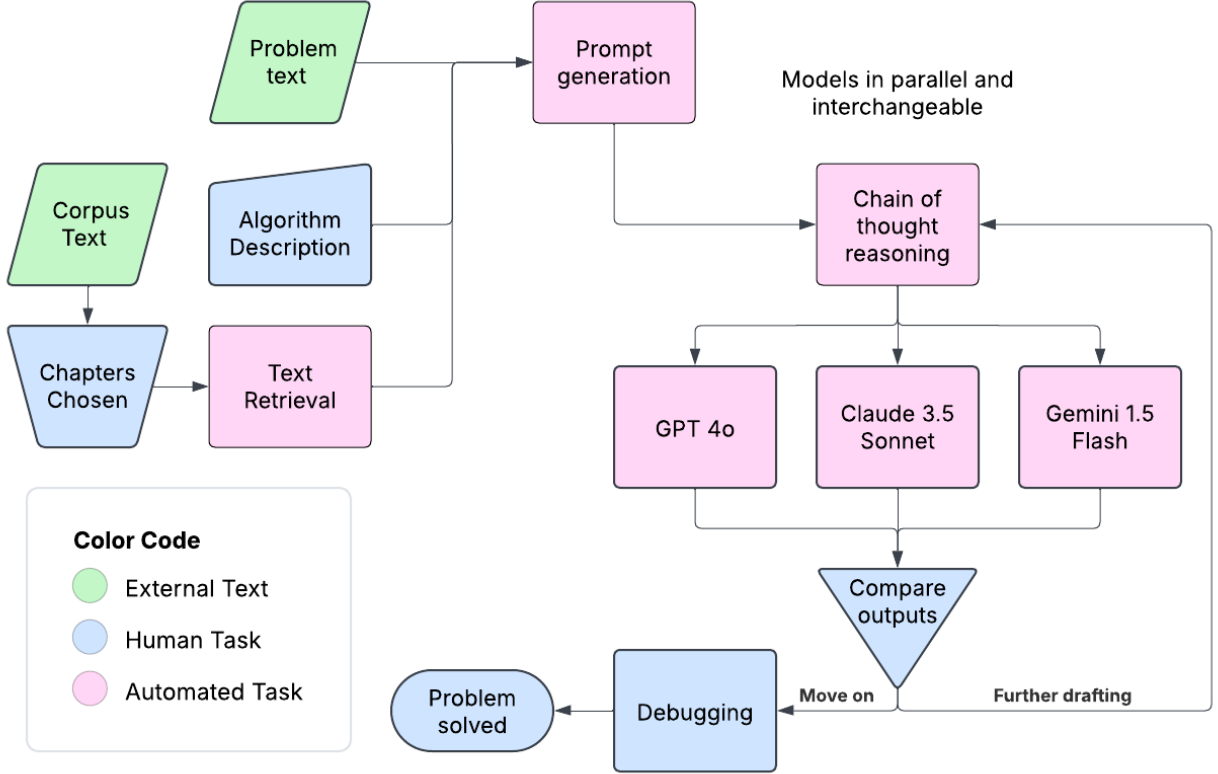 Problem
text
Prompt
generation
Models in parallel and
interchangeable
Corpus
Text
Algorithm
Description
Chain of
thought
reasoning
Chapters
Chosen
Text
Retrieval
GPT 4o
Claude 3.5
Sonnet
Gemini 1.5
Flash
Color Code
External Text
Human Task
Automated Task
Compare
outputs
Move on
Further drafting
Debugging
Problem
solved